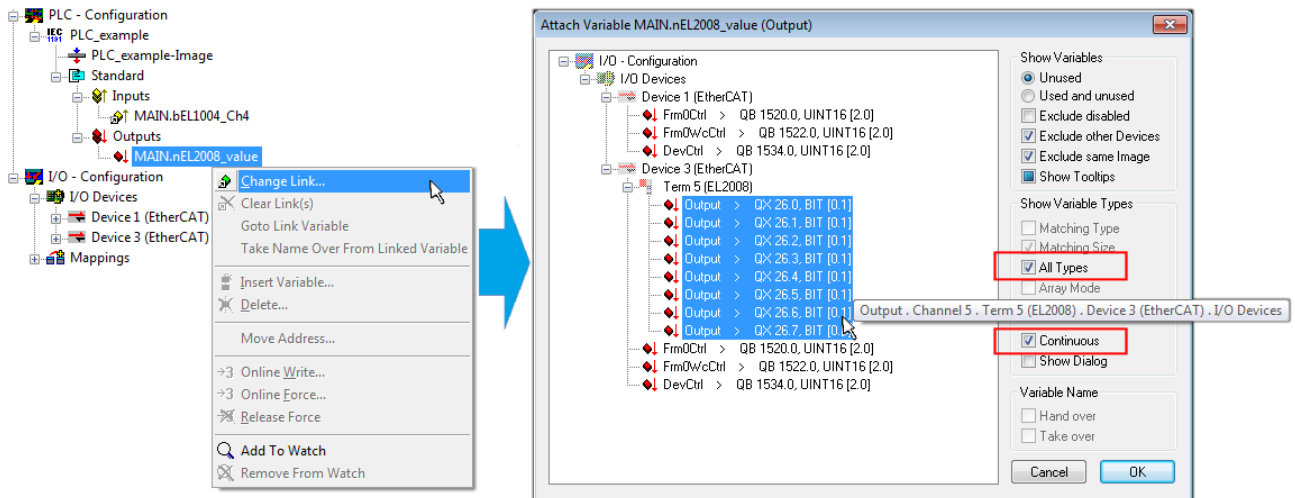 PLC - Configuration
IEC 1131 PLC_example
PLC_example-Image
Standard
Inputs
MAIN.bEL1004_Ch4
Outputs
MAIN.nEL2008_value
I/O - Configuration
I/O Devices
Device 1 (EtherCAT)
Device 3 (EtherCAT)
Mappings
Change Link...
Clear Link(s)
Goto Link Variable
Take Name Over From Linked Variable
Insert Variable...
Delete...
Move Address...
Online Write...
Online Force...
Release Force
Add To Watch
Remove From Watch
Attach Variable MAIN.nEL2008_value (Output)
I/O - Configuration
I/O Devices
Device 1 (EtherCAT)
Frm0Ctrl > QB 1520.0, UINT16 [2.0]
Frm0WcCtrl > QB 1522.0, UINT16 [2.0]
DevCtrl > QB 1534.0, UINT16 [2.0]
Device 3 (EtherCAT)
Term 5 (EL2008)
Output > QX 26.0, BIT [0.1]
Output > QX 26.1, BIT [0.1]
Output > QX 26.2, BIT [0.1]
Output > QX 26.3, BIT [0.1]
Output > QX 26.4, BIT [0.1]
Output > QX 26.5, BIT [0.1]
Output > QX 26.6, BIT [0.1]
Output > QX 26.7, BIT [0.1]
Frm0Ctrl > QB 1520.0, UINT16 [2.0]
Frm0WcCtrl > QB 1522.0, UINT16 [2.0]
DevCtrl > QB 1534.0, UINT16 [2.0]
Show Variables
Unused
Used and unused
Exclude disabled
Exclude other Devices
Exclude same Image
Show Tooltips
Show Variable Types
Matching Type
Matching Size
All Types
Array Mode
Output . Channel 5 . Term 5 (EL2008) . Device 3 (EtherCAT) . I/O Devices
Continuous
Show Dialog
Variable Name
Hand over
Take over
Cancel
OK